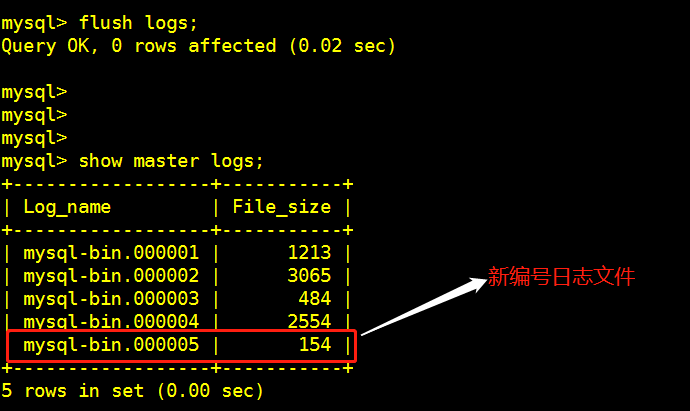 mysql> flush logs;
Query OK, 0 rows affected (0.02 sec)
mysql>
mysql>
mysql>
mysql> show master logs;
+------------------+-----------+
| Log_name         | File_size |
+------------------+-----------+
| mysql-bin.000001 |      1213 |
| mysql-bin.000002 |      3065 |
| mysql-bin.000003 |       484 |
| mysql-bin.000004 |      2554 |
| mysql-bin.000005 |       154 |
+------------------+-----------+
5 rows in set (0.00 sec)
新编号日志文件